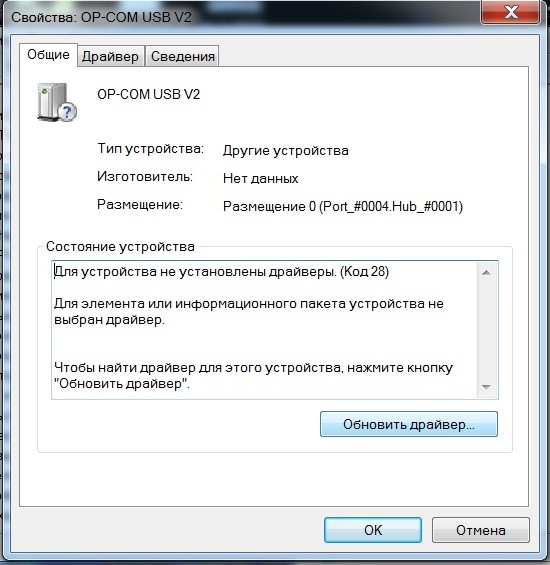 Свойства: OP-COM USB V2
Общие
Драйвер
Сведения
OP-COM USB V2
Тип устройства: Другие устройства
Изготовитель: Нет данных
Размещение: Размещение 0 (Port_#0004.Hub_#0001)
Состояние устройства
Для устройства не установлены драйверы. (Код 28)
Для элемента или информационного пакета устройства не
выбран драйвер.
Чтобы найти драйвер для этого устройства, нажмите кнопку
"Обновить драйвер".
Обновить драйвер...
OK
Отмена